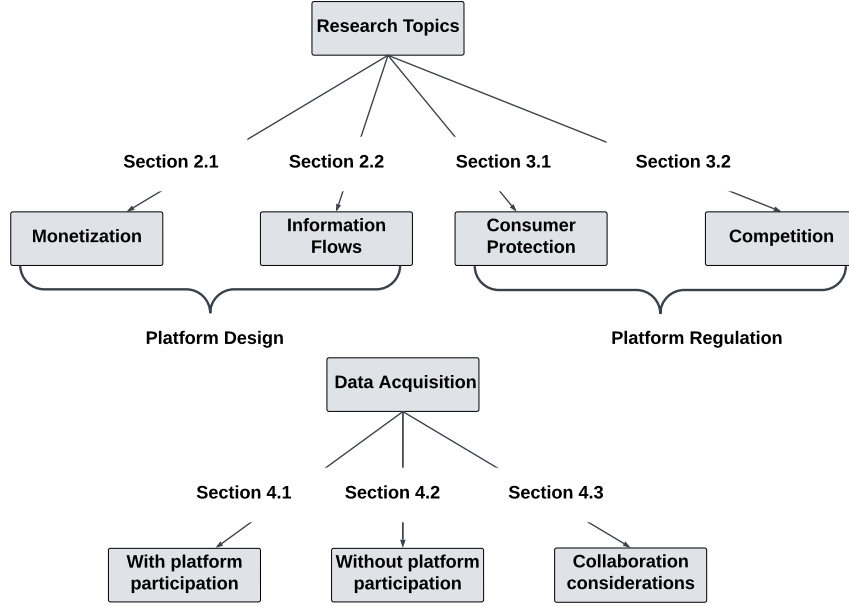 Research Topics
Section 2.1
Section 2.2
Section 3.1
Section 3.2
Monetization
Information
Flows
Consumer
Protection
Competition
Platform Design
Platform Regulation
Data Acquisition
Section 4.1
Section 4.2
Section 4.3
With platform
participation
Without platform
participation
Collaboration
considerations